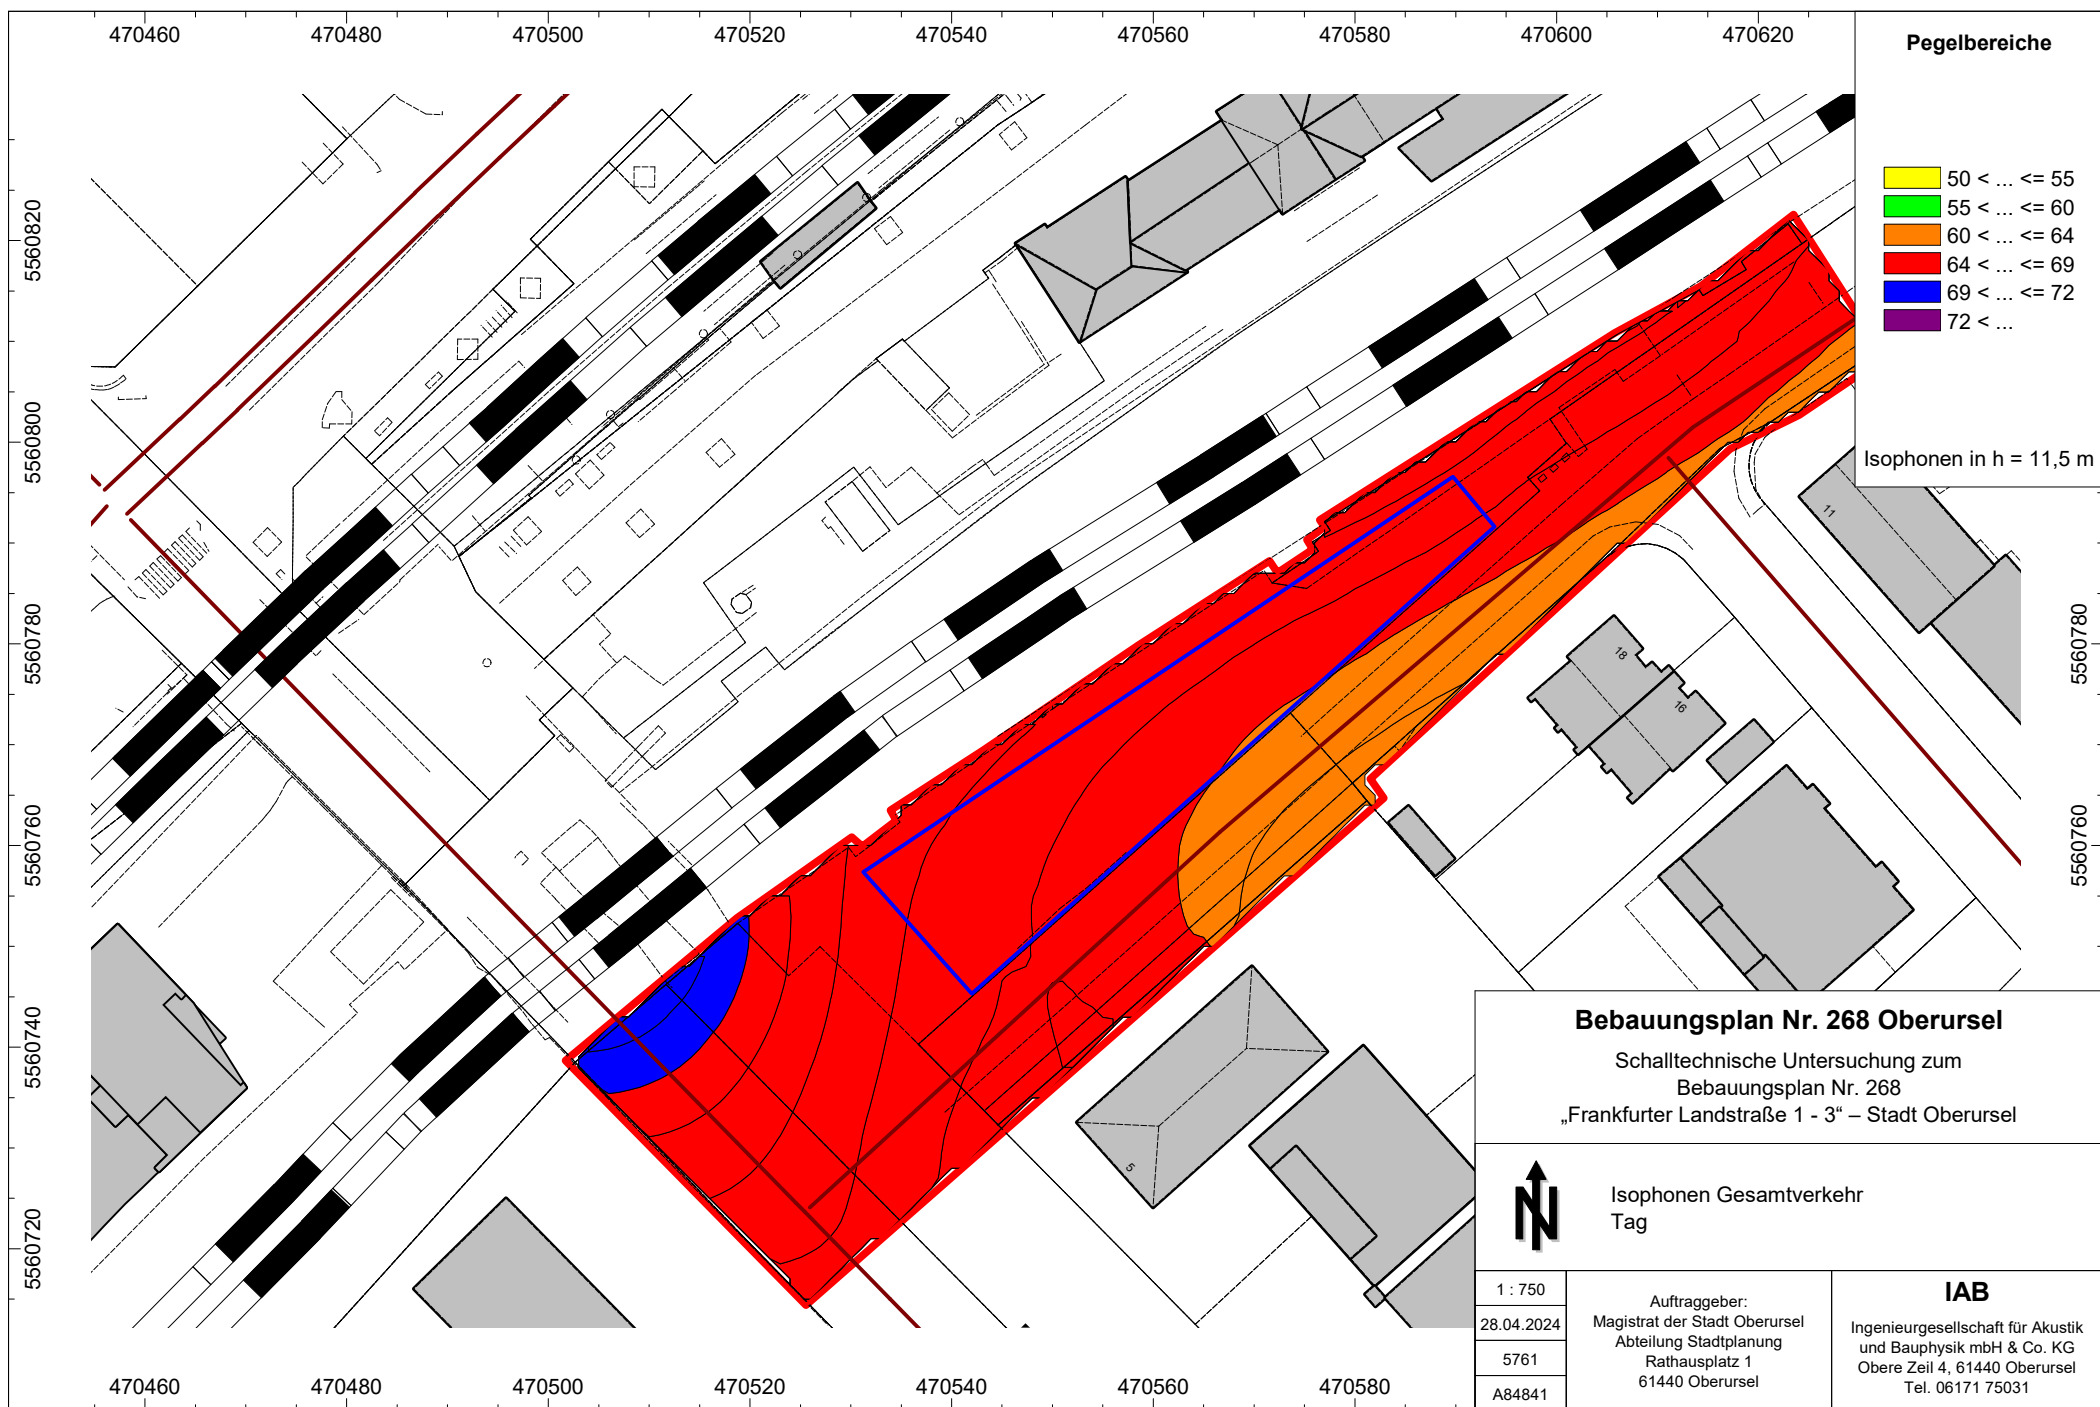 470460 470480 470500 470520 470540 470560 470580 470600 470620
Pegelbereiche
50 < ... <= 55
55 < ... <= 60
60 < ... <= 64
64 < ... <= 69
69 < ... <= 72
72 < ...
Isophonen in h = 11,5 m
5560820
5560800
5560780
5560760
5560740
5560720
5560780
5560760
11
18
16
5
Bebauungsplan Nr. 268 Oberursel
Schalltechnische Untersuchung zum
Bebauungsplan Nr. 268
„Frankfurter Landstraße 1 - 3“ – Stadt Oberursel
N
Isophonen Gesamtverkehr
Tag
1 : 750
28.04.2024
5761
A84841
Auftraggeber:
Magistrat der Stadt Oberursel
Abteilung Stadtplanung
Rathausplatz 1
61440 Oberursel
IAB
Ingenieurgesellschaft für Akustik
und Bauphysik mbH & Co. KG
Obere Zeil 4, 61440 Oberursel
Tel. 06171 75031
470460 470480 470500 470520 470540 470560 470580